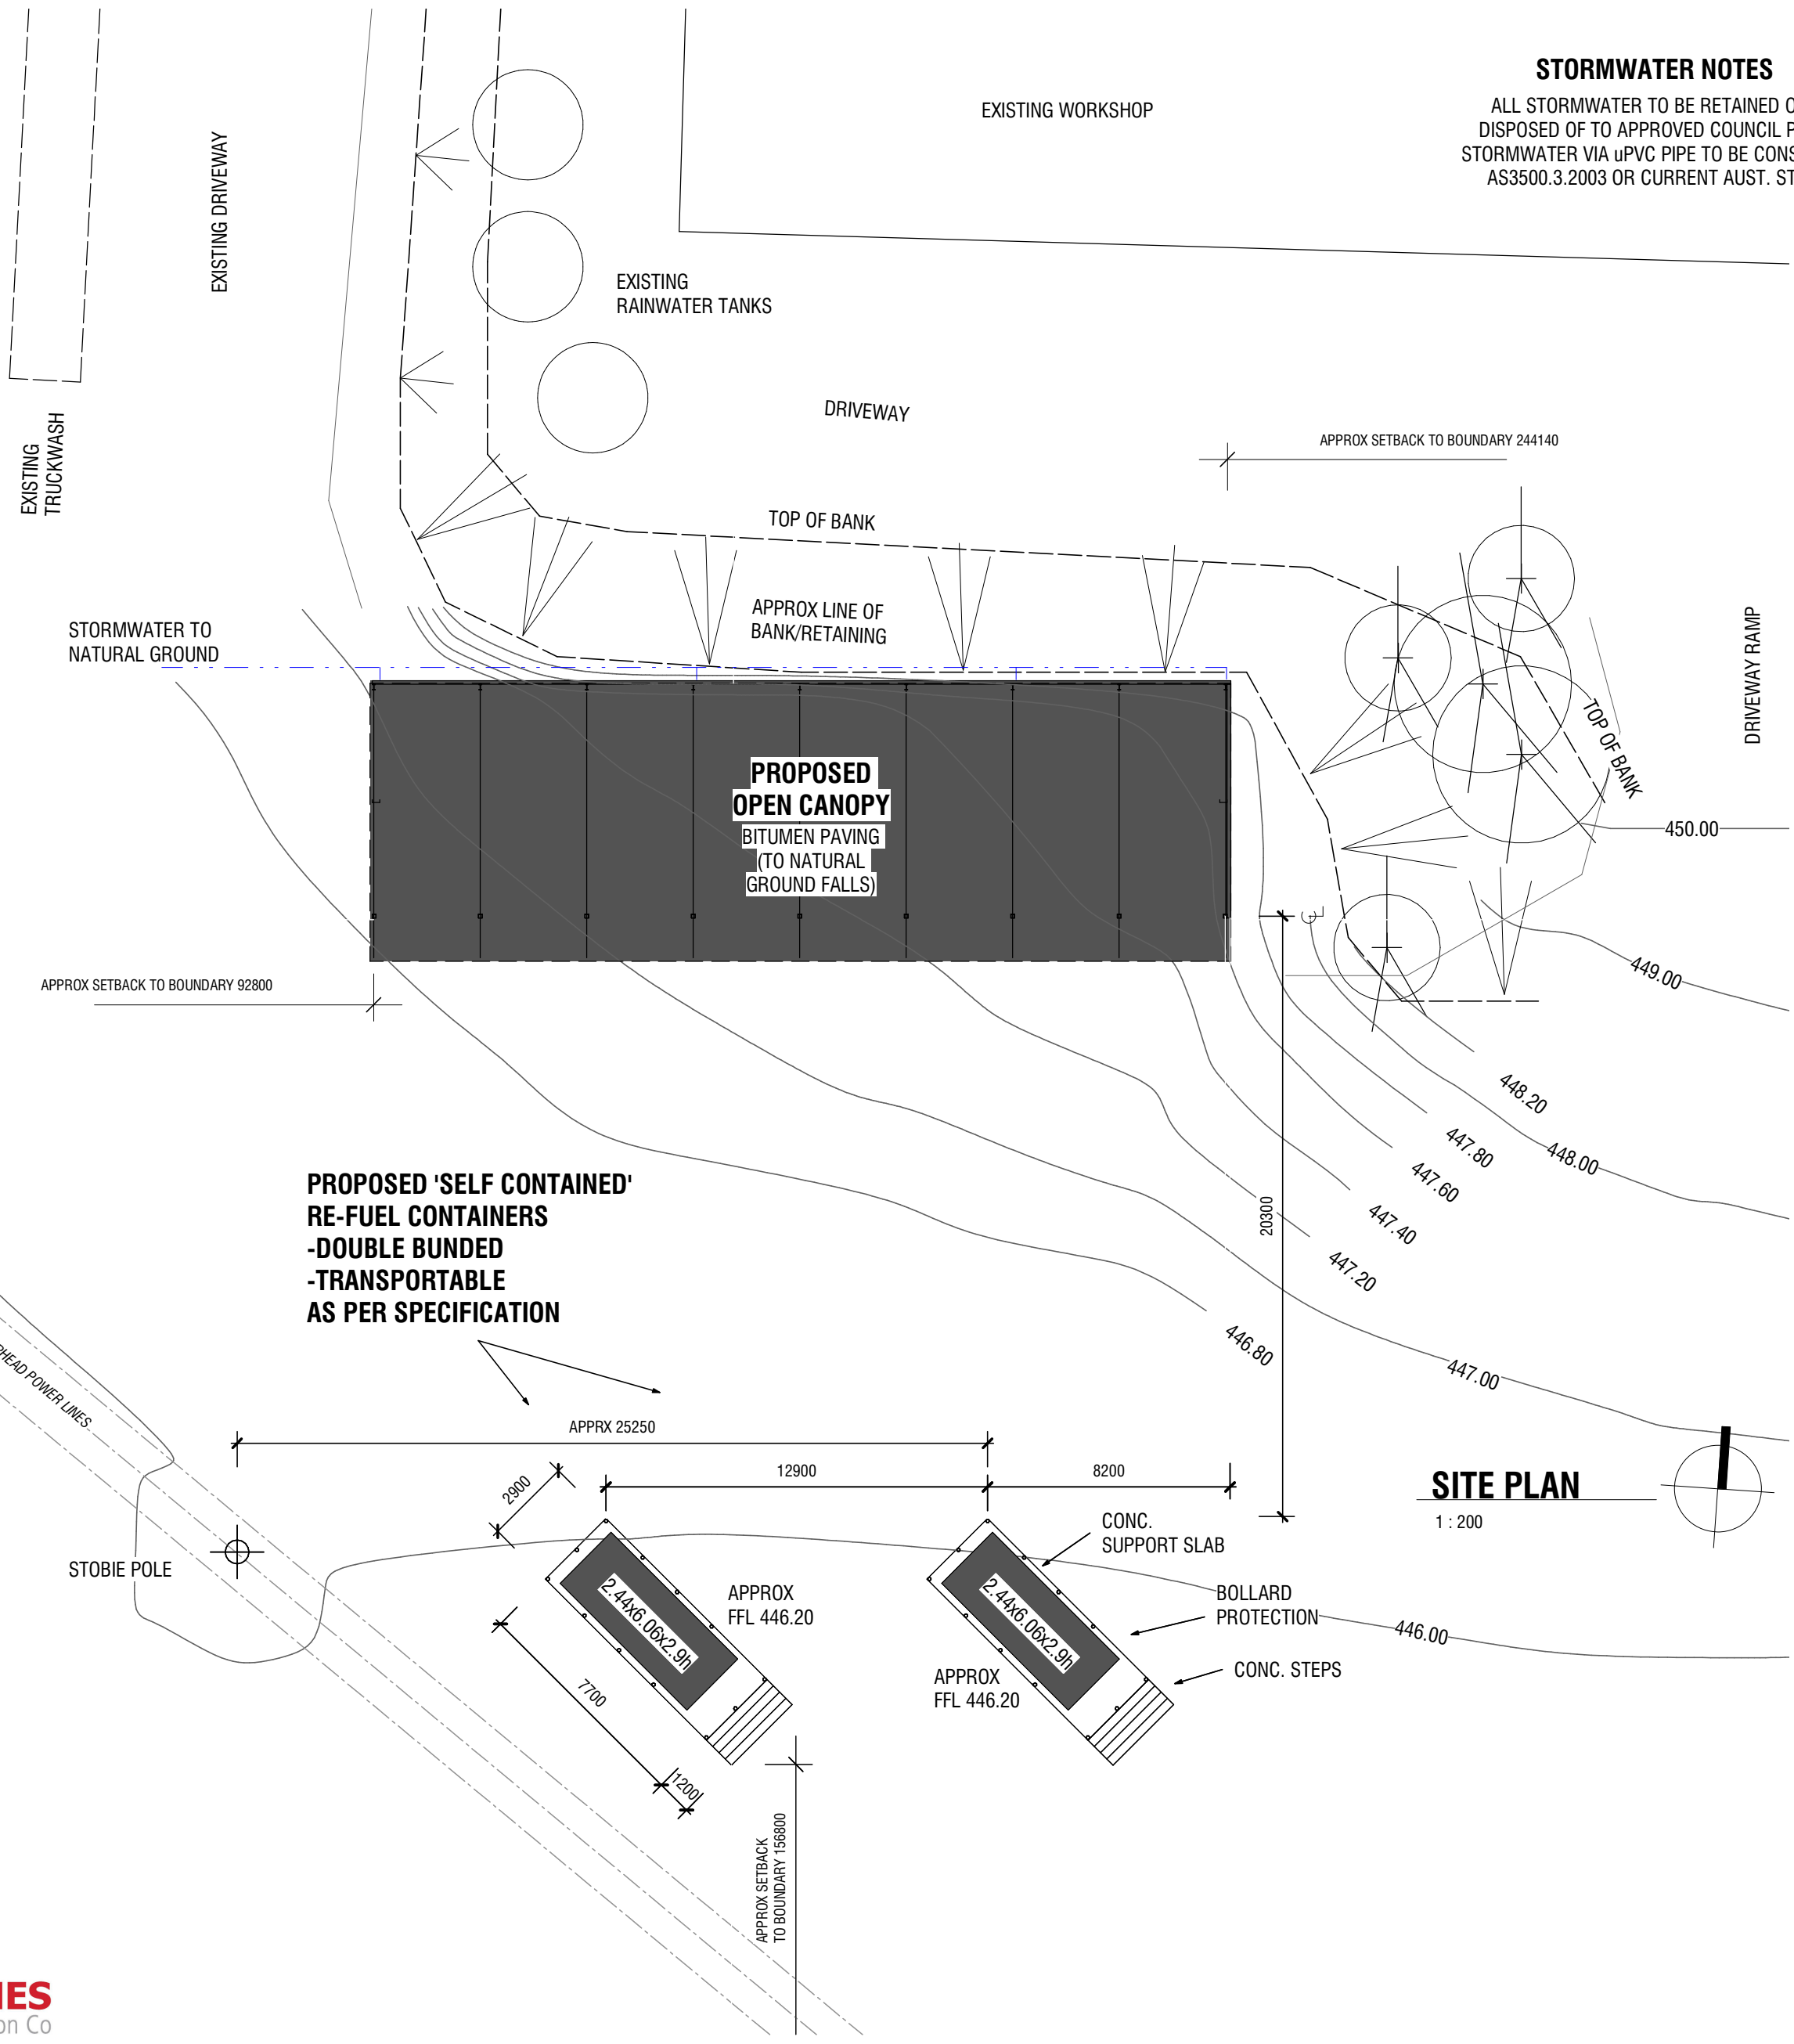 STORMWATER NOTES
ALL STORMWATER TO BE RETAINED
DISPOSED OF TO APPROVED COUNCIL
STORMWATER VIA uPVC PIPE TO BE
AS3500.3.2003 OR CURRENT AUST.
EXISTING WORKSHOP
EXISTING DRIVEWAY
EXISTING
RAINWATER TANKS
EXISTING
TRUCKWASH
DRIVEWAY
APPROX SETBACK TO BOUNDARY 244140
TOP OF BANK
APPROX LINE OF
BANK/RETAINING
STORMWATER TO
NATURAL GROUND
DRIVEWAY RAMP
TOP OF BANK
PROPOSED
OPEN CANOPY
BITUMEN PAVING
(TO NATURAL
GROUND FALLS)
450.00
449.00
APPROX SETBACK TO BOUNDARY 92800
448.20
448.00
447.80
447.60
447.40
447.20
447.00
446.80
20300
PROPOSED 'SELF CONTAINED'
RE-FUEL CONTAINERS
-DOUBLE BUNDED
-TRANSPORTABLE
AS PER SPECIFICATION
POWER LINES
APPRX 25250
12900
8200
2900
SITE PLAN
1 : 200
STOBIE POLE
CONC.
SUPPORT SLAB
BOLLARD
PROTECTION
CONC. STEPS
446.00
2.44x6.06x2.9h
APPROX
FFL 446.20
2.44x6.06x2.9h
APPROX
FFL 446.20
7700
1200
APPROX SETBACK
TO BOUNDARY 156800
Co